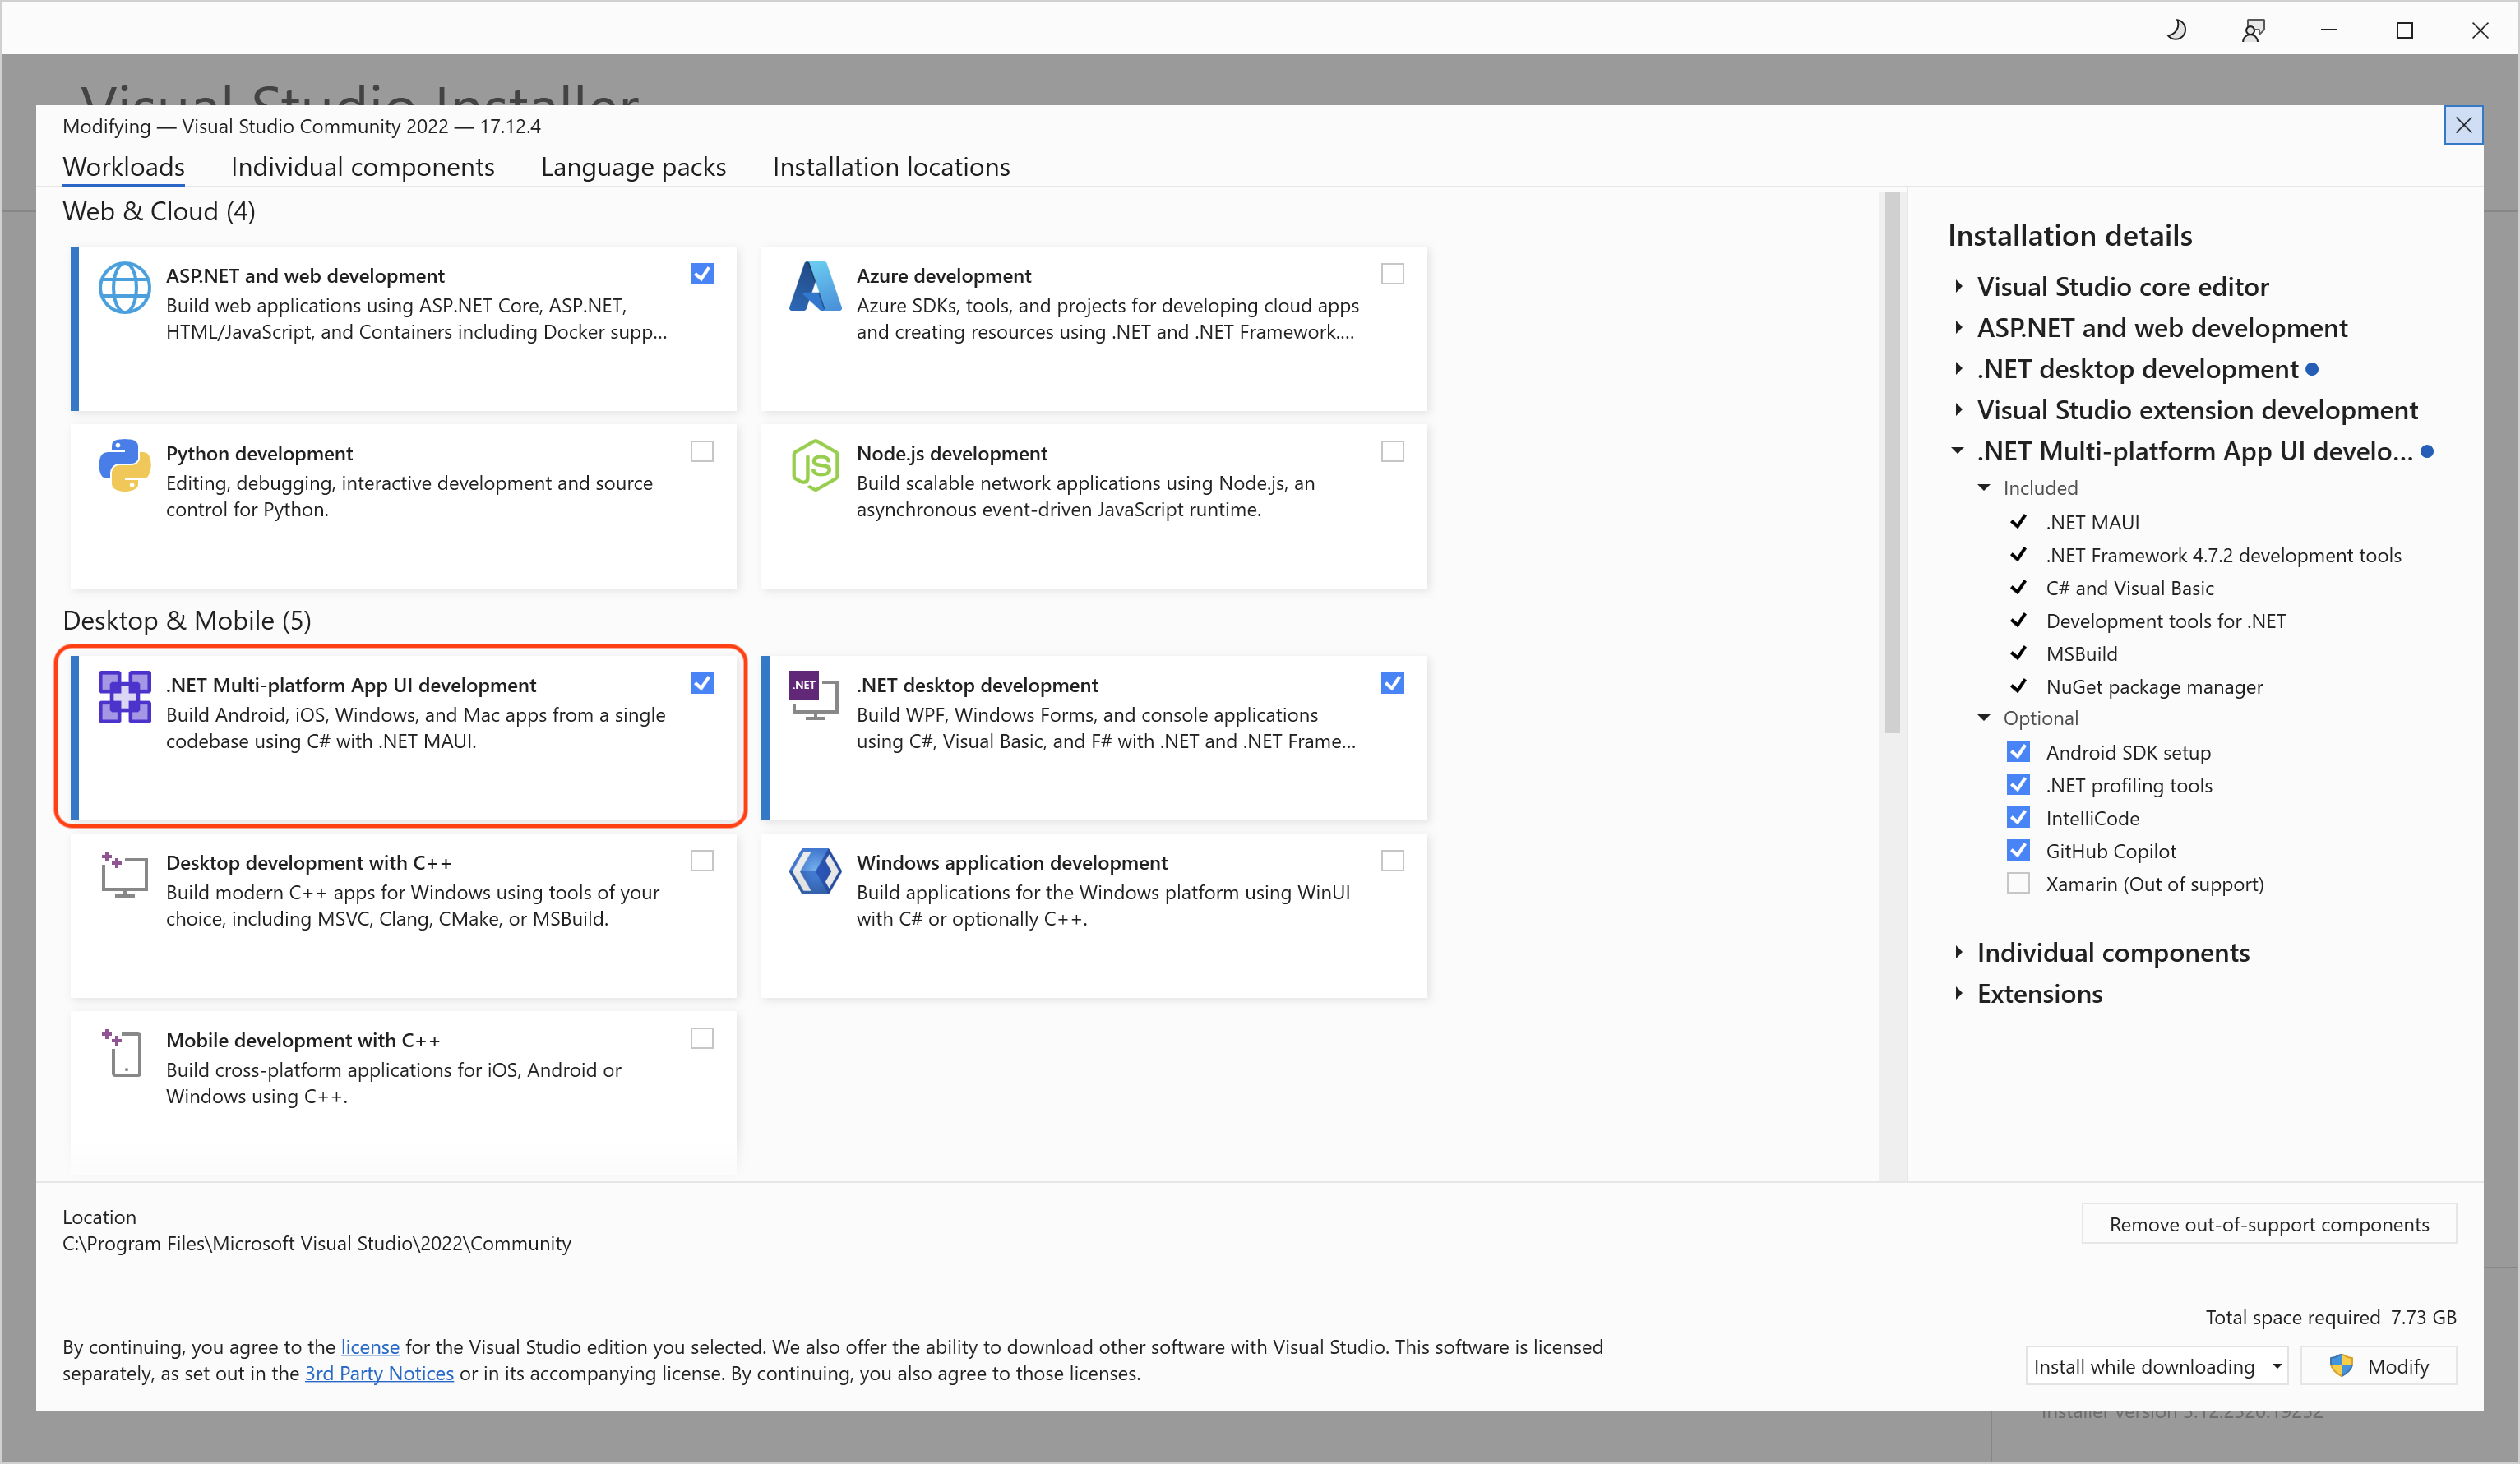 Visual Studio Installer
Modifying — Visual Studio Community 2022 — 17.12.4
Workloads
Individual components
Language packs
Installation locations
Web & Cloud (4)
ASP.NET and web development
Build web applications using ASP.NET Core, ASP.NET,
HTML/JavaScript, and Containers including Docker supp...
Azure development
Azure SDKs, tools, and projects for developing cloud apps
and creating resources using .NET and .NET Framework....
Python development
Editing, debugging, interactive development and source
control for Python.
JS
Node.js development
Build scalable network applications using Node.js, an
asynchronous event-driven JavaScript runtime.
Desktop & Mobile (5)
.NET Multi-platform App UI development
Build Android, iOS, Windows, and Mac apps from a single
codebase using C# with .NET MAUI.
.NET
.NET desktop development
Build WPF, Windows Forms, and console applications
using C#, Visual Basic, and F# with .NET and .NET Frame...
Desktop development with C++
Build modern C++ apps for Windows using tools of your
choice, including MSVC, Clang, CMake, or MSBuild.
Windows application development
Build applications for the Windows platform using WinUI
with C# or optionally C++.
Mobile development with C++
Build cross-platform applications for iOS, Android or
Windows using C++.
Installation details
Visual Studio core editor
ASP.NET and web development
.NET desktop development
Visual Studio extension development
.NET Multi-platform App UI develo...
Included
.NET MAUI
.NET Framework 4.7.2 development tools
C# and Visual Basic
Development tools for .NET
MSBuild
NuGet package manager
Optional
Android SDK setup
.NET profiling tools
IntelliCode
GitHub Copilot
Xamarin (Out of support)
Individual components
Extensions
Location
C:\Program Files\Microsoft Visual Studio\2022\Community
Remove out-of-support components
Total space required 7.73 GB
By continuing, you agree to the license for the Visual Studio edition you selected. We also offer the ability to download other software with Visual Studio. This software is licensed
separately, as set out in the 3rd Party Notices or in its accompanying license. By continuing, you also agree to those licenses.
Install while downloading
Modify
Installer version